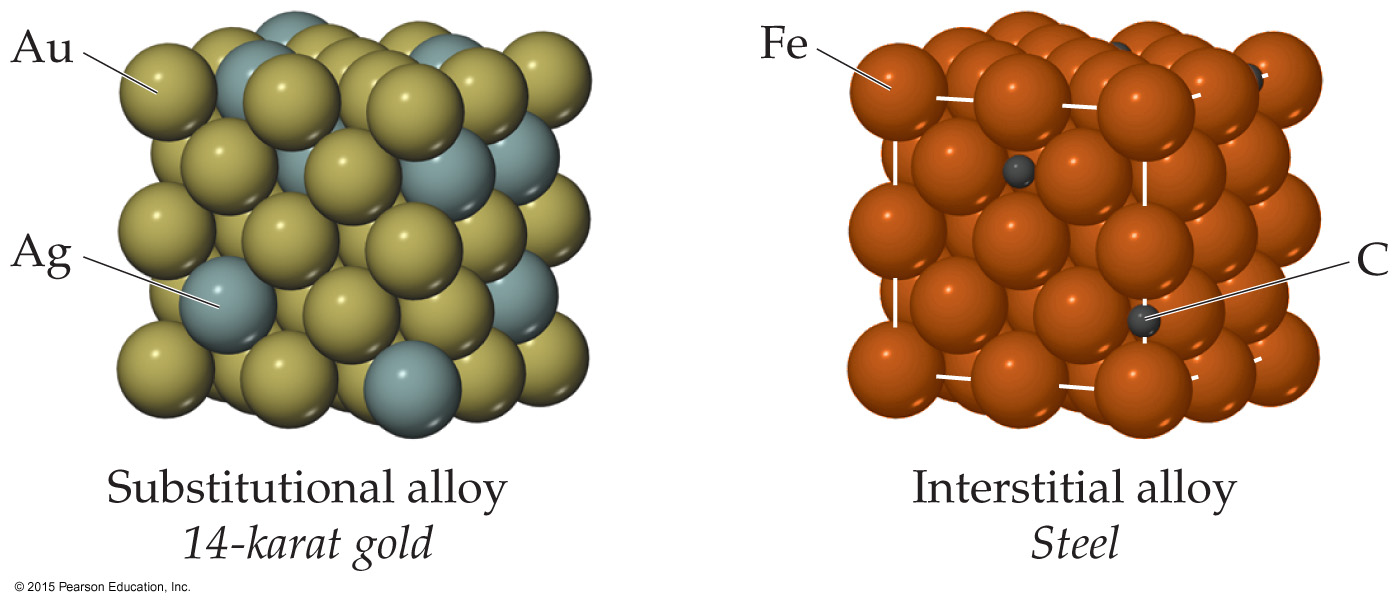 Au
Ag
Substitutional alloy
14-karat gold
Fe
C
Interstitial alloy
Steel
© 2015 Pearson Education, Inc.